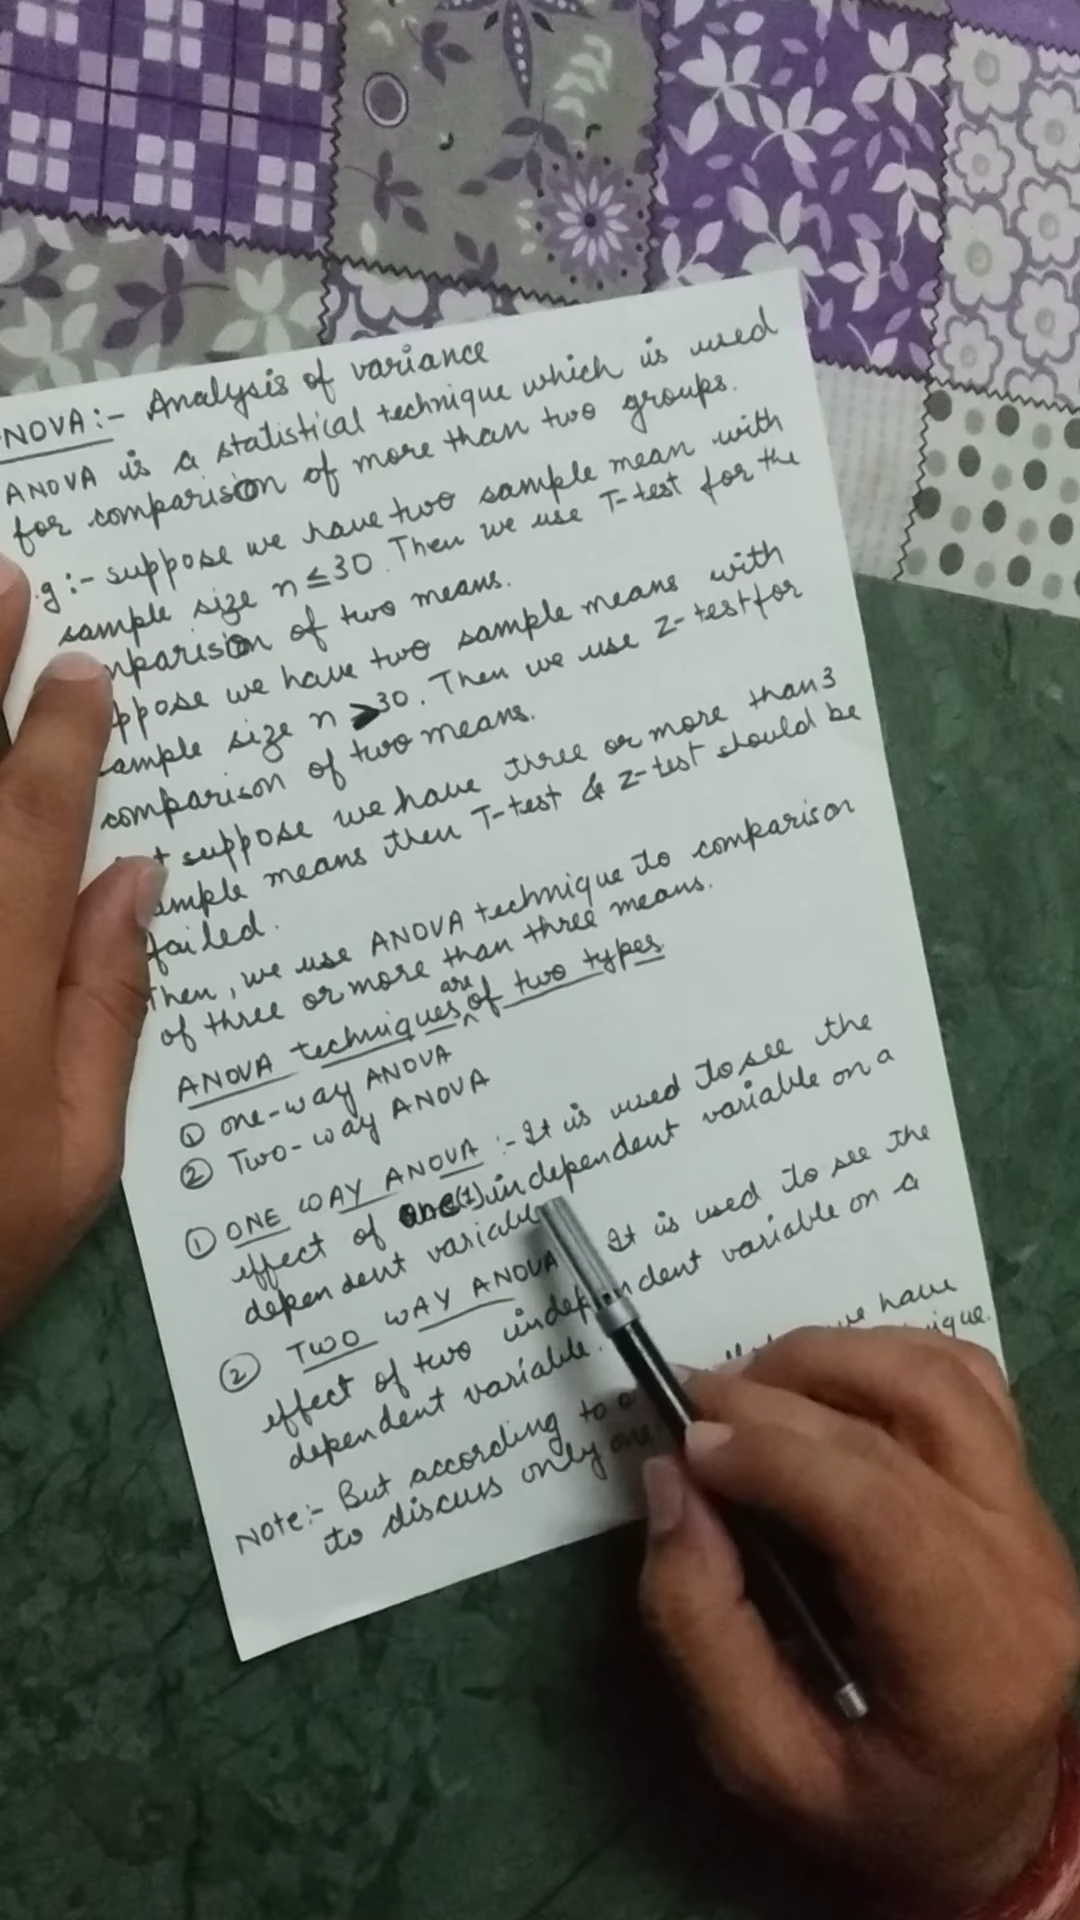 NOVA:- Analysis of variance
ANOVA is a statistical technique which is used
for comparison of more than two groups.
.g:- suppose we have two sample mean with
sample size n ≤ 30. Then we use T-test for the
mparision of two means.
ppose we have two sample means with
ample size n > 30. Then we use Z-test for
comparison of two means.
t suppose we have three or more than 3
ample means then T-test & Z-test should be
failed.
Then, we use ANOVA technique to comparison
of three or more than three means.
ANOVA techniques are of two types
① one-way ANOVA
② Two-way ANOVA
① ONE WAY ANOVA :- It is used to see the
effect of one(1) independent variable on a
dependent variable
② TWO WAY ANOVA It is used to see the
effect of two independent variable on a
dependent variable.
Note:- But according to we have
to discuss only one ique.